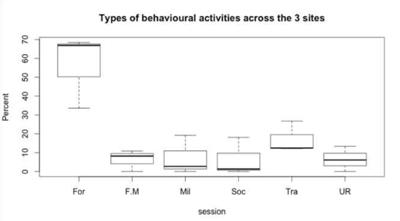 Types of behavioural activities across the 3 sites
Percent
70
60
50
40
30
20
10
0
For F.M Mil Soc Tra UR
session